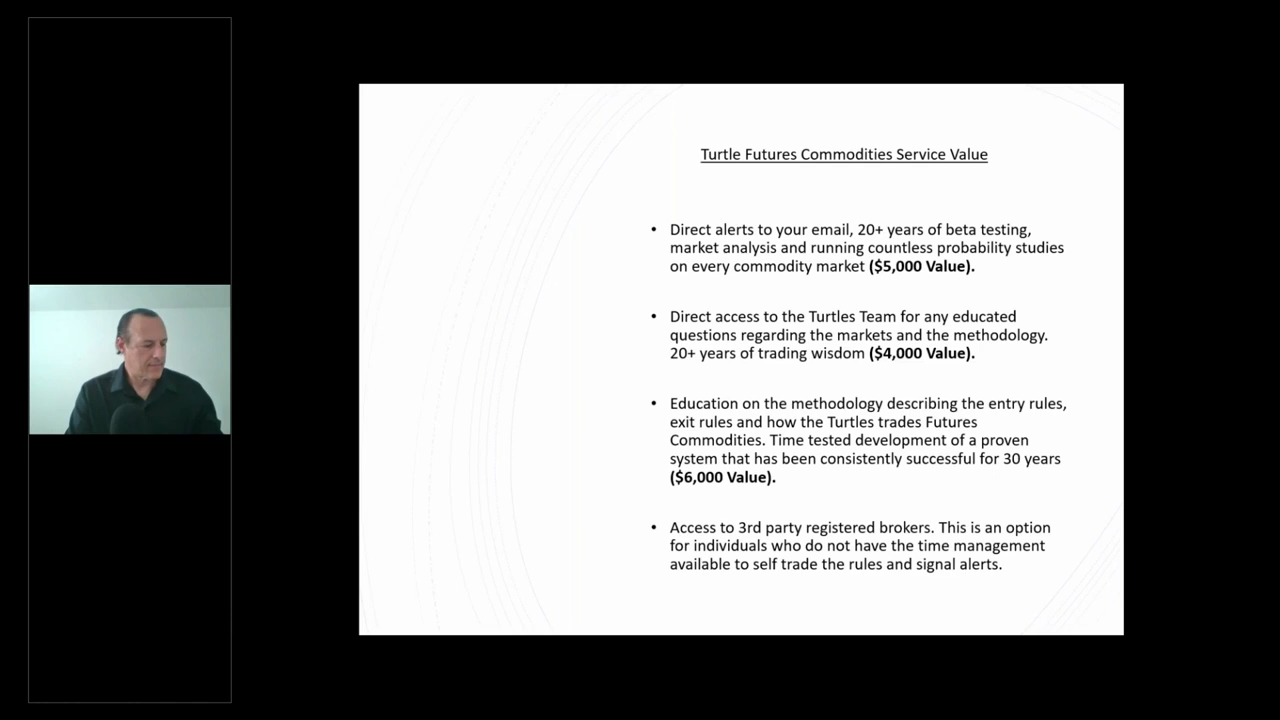 Turtle Futures Commodities Service Value
• Direct alerts to your email, 20+ years of beta testing,
market analysis and running countless probability studies
on every commodity market ($5,000 Value).
• Direct access to the Turtles Team for any educated
questions regarding the markets and the methodology.
20+ years of trading wisdom ($4,000 Value).
• Education on the methodology describing the entry rules,
exit rules and how the Turtles trades Futures
Commodities. Time tested development of a proven
system that has been consistently successful for 30 years
($6,000 Value).
• Access to 3rd party registered brokers. This is an option
for individuals who do not have the time management
available to self trade the rules and signal alerts.